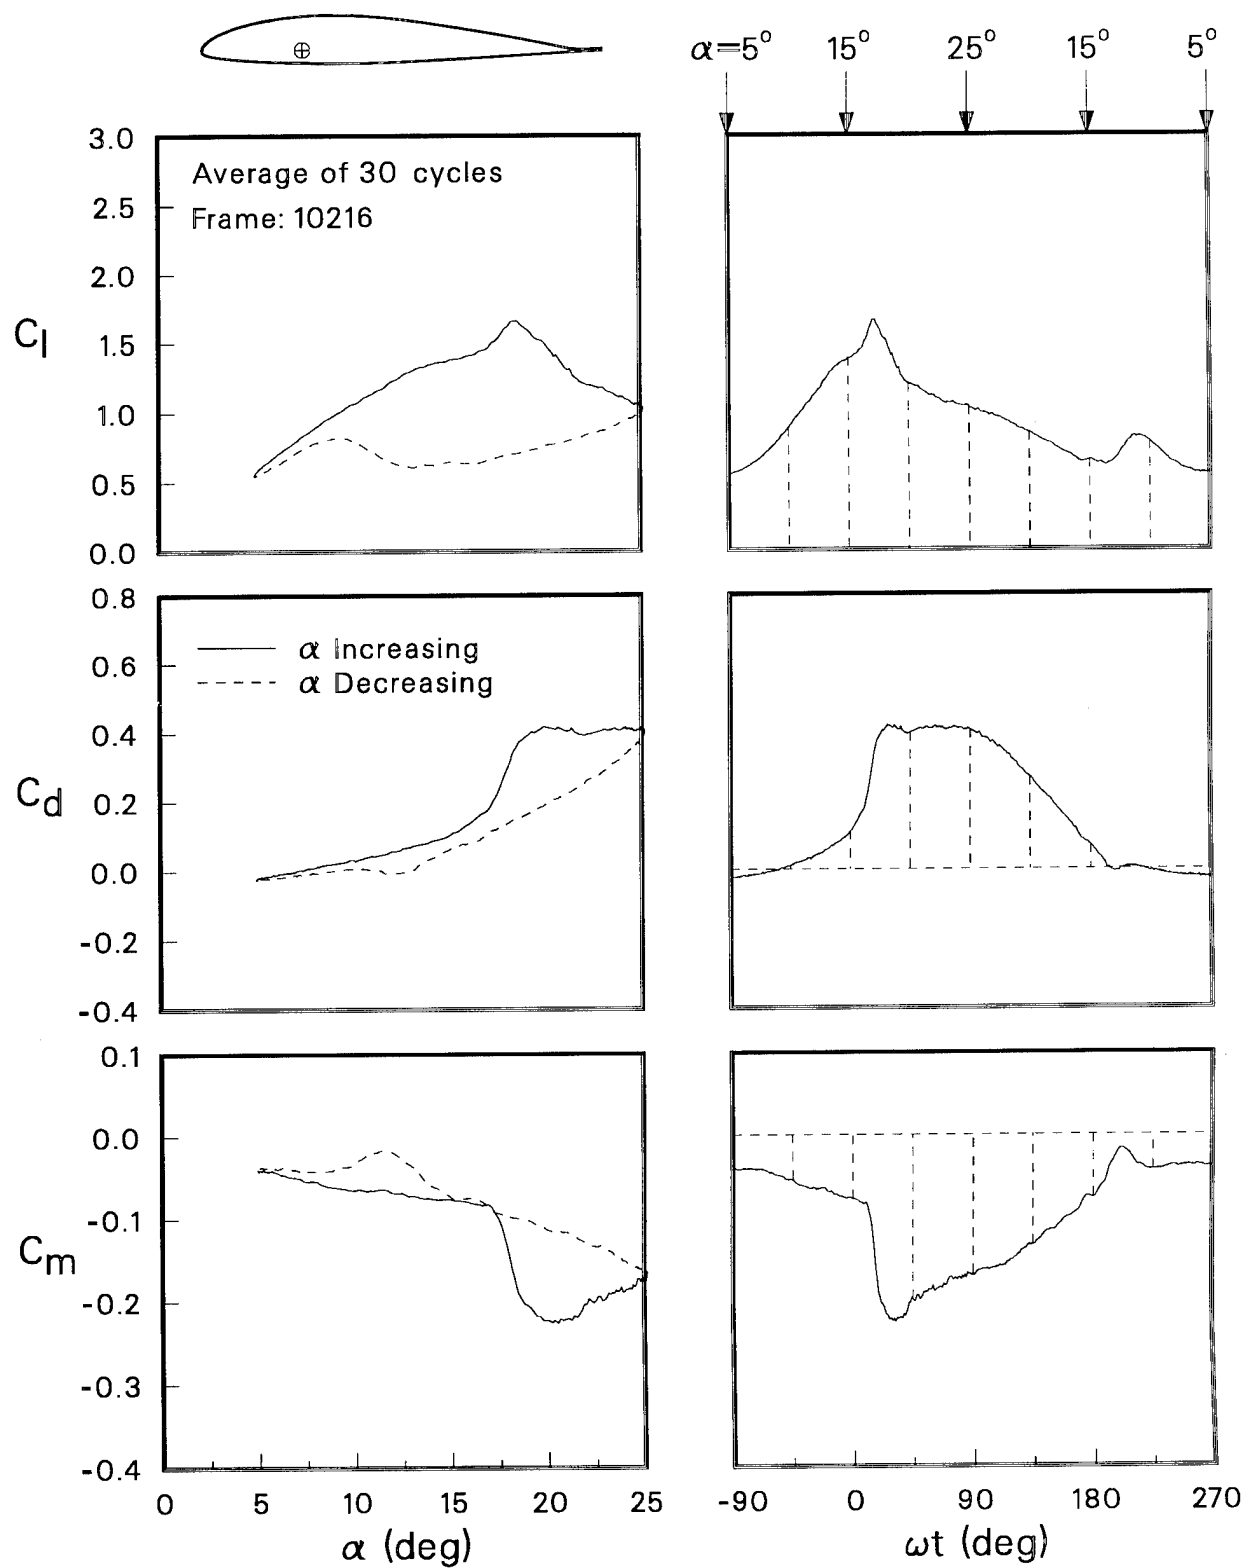 α=5° 15° 25° 15° 5°
3.0
2.5
2.0
1.5
1.0
0.5
0.0
Cl
Average of 30 cycles
Frame: 10216
0.8
0.6
0.4
0.2
0.0
-0.2
-0.4
Cd
α Increasing
α Decreasing
0.1
0.0
-0.1
-0.2
-0.3
-0.4
Cm
0 5 10 15 20 25
α (deg)
-90 0 90 180 270
ωt (deg)